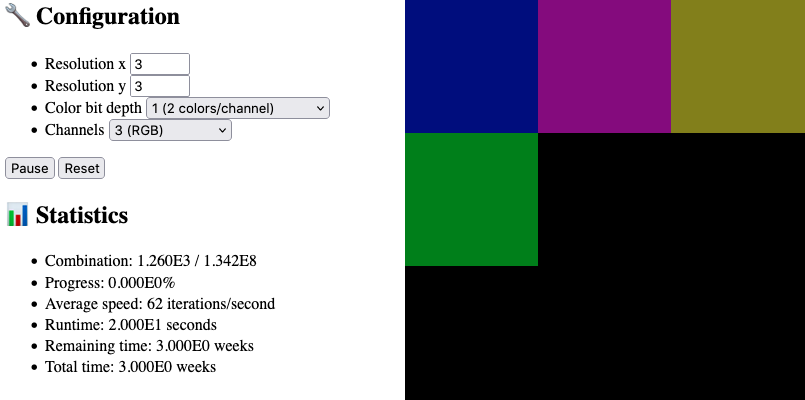 🔧 Configuration
• Resolution x 3
• Resolution y 3
• Color bit depth 1 (2 colors/channel)
• Channels 3 (RGB)
Pause Reset
📊 Statistics
• Combination: 1.260E3 / 1.342E8
• Progress: 0.000E0%
• Average speed: 62 iterations/second
• Runtime: 2.000E1 seconds
• Remaining time: 3.000E0 weeks
• Total time: 3.000E0 weeks